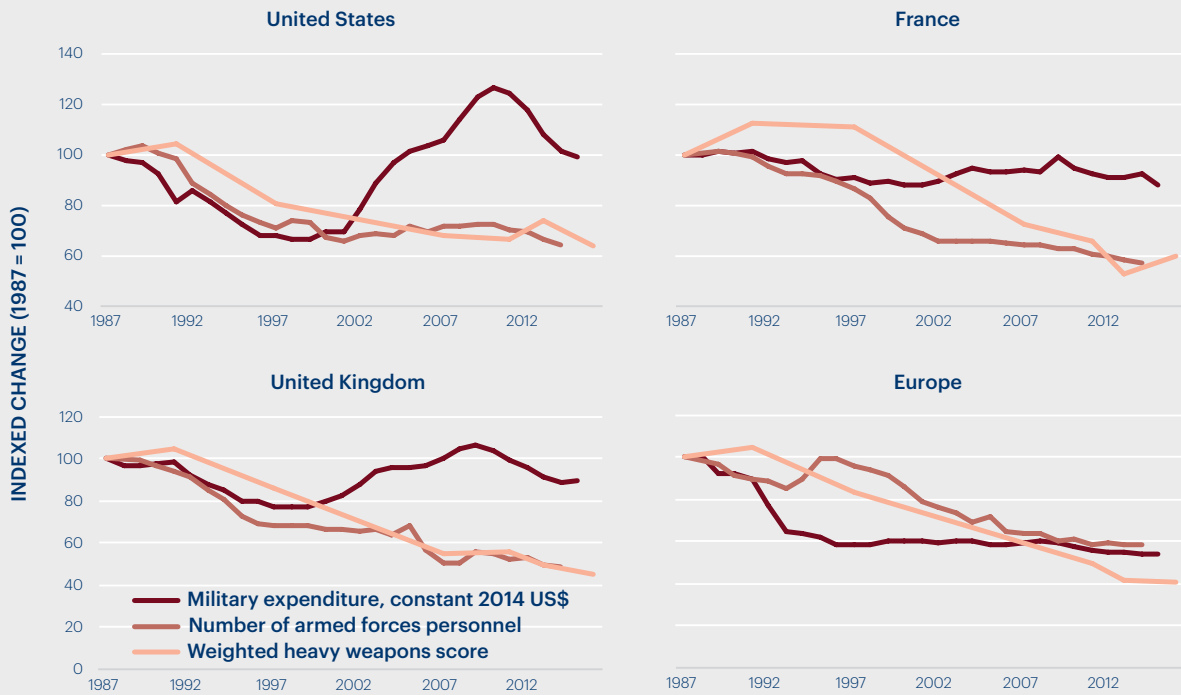 United States
France
140
120
100
80
60
40
1987 1992 1997 2002 2007 2012
1987 1992 1997 2002 2007 2012
INDEXED CHANGE (1987 = 100)
United Kingdom
Europe
120
100
80
60
40
20
0
Military expenditure, constant 2014 US$
Number of armed forces personnel
Weighted heavy weapons score
1987 1992 1997 2002 2007 2012
1987 1992 1997 2002 2007 2012